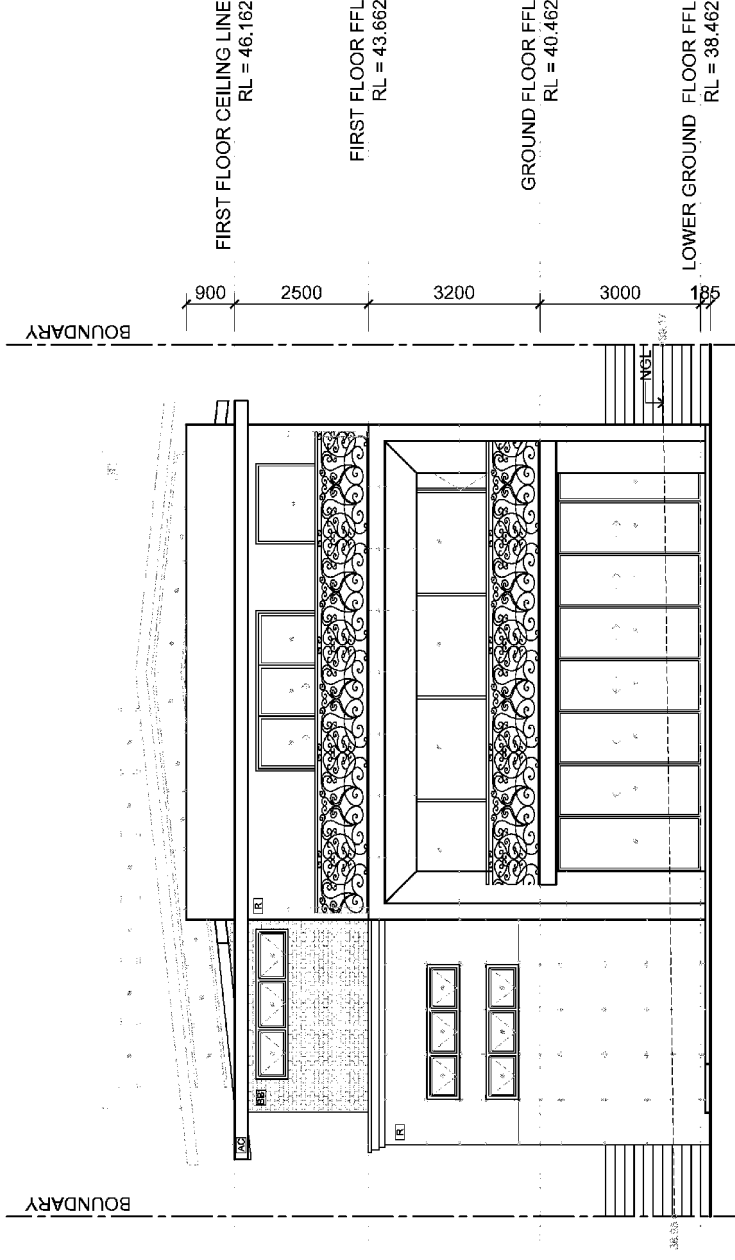 FIRST FLOOR CEILING LINE
RL = 46.162
FIRST FLOOR FFL
RL = 43.662
GROUND FLOOR FFL
RL = 40.462
LOWER GROUND FLOOR FFL
RL = 38.462
900
2500
3200
3000
185
BOUNDARY
NGL
R
BB
AC
R
BOUNDARY